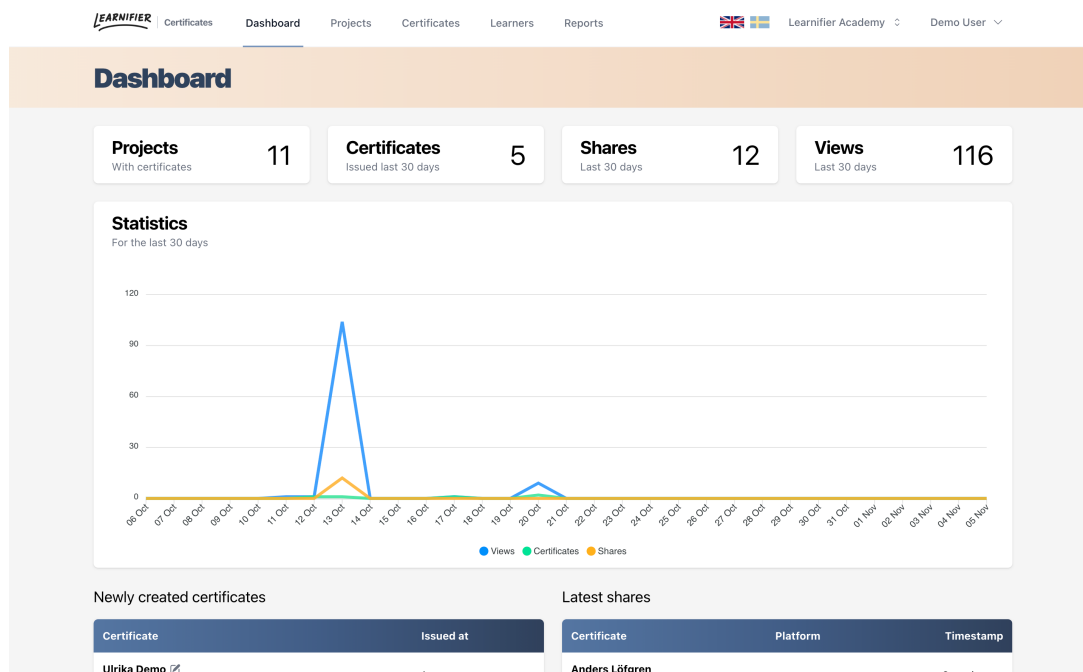 LEARNIFIER Certificates Dashboard Projects Certificates Learners Reports Learnifier Academy Demo User
Dashboard
Projects
With certificates
11
Certificates
Issued last 30 days
5
Shares
Last 30 days
12
Views
Last 30 days
116
Statistics
For the last 30 days
120
90
60
30
0
06 Oct 07 Oct 08 Oct 09 Oct 10 Oct 11 Oct 12 Oct 13 Oct 14 Oct 15 Oct 16 Oct 17 Oct 18 Oct 19 Oct 20 Oct 21 Oct 22 Oct 23 Oct 24 Oct 25 Oct 26 Oct 27 Oct 28 Oct 29 Oct 30 Oct 31 Oct 01 Nov 02 Nov 03 Nov 04 Nov 05 Nov
Views Certificates Shares
Newly created certificates
Certificate Issued at
Ulrika Demo
Latest shares
Certificate Platform Timestamp
Anders Löfgren